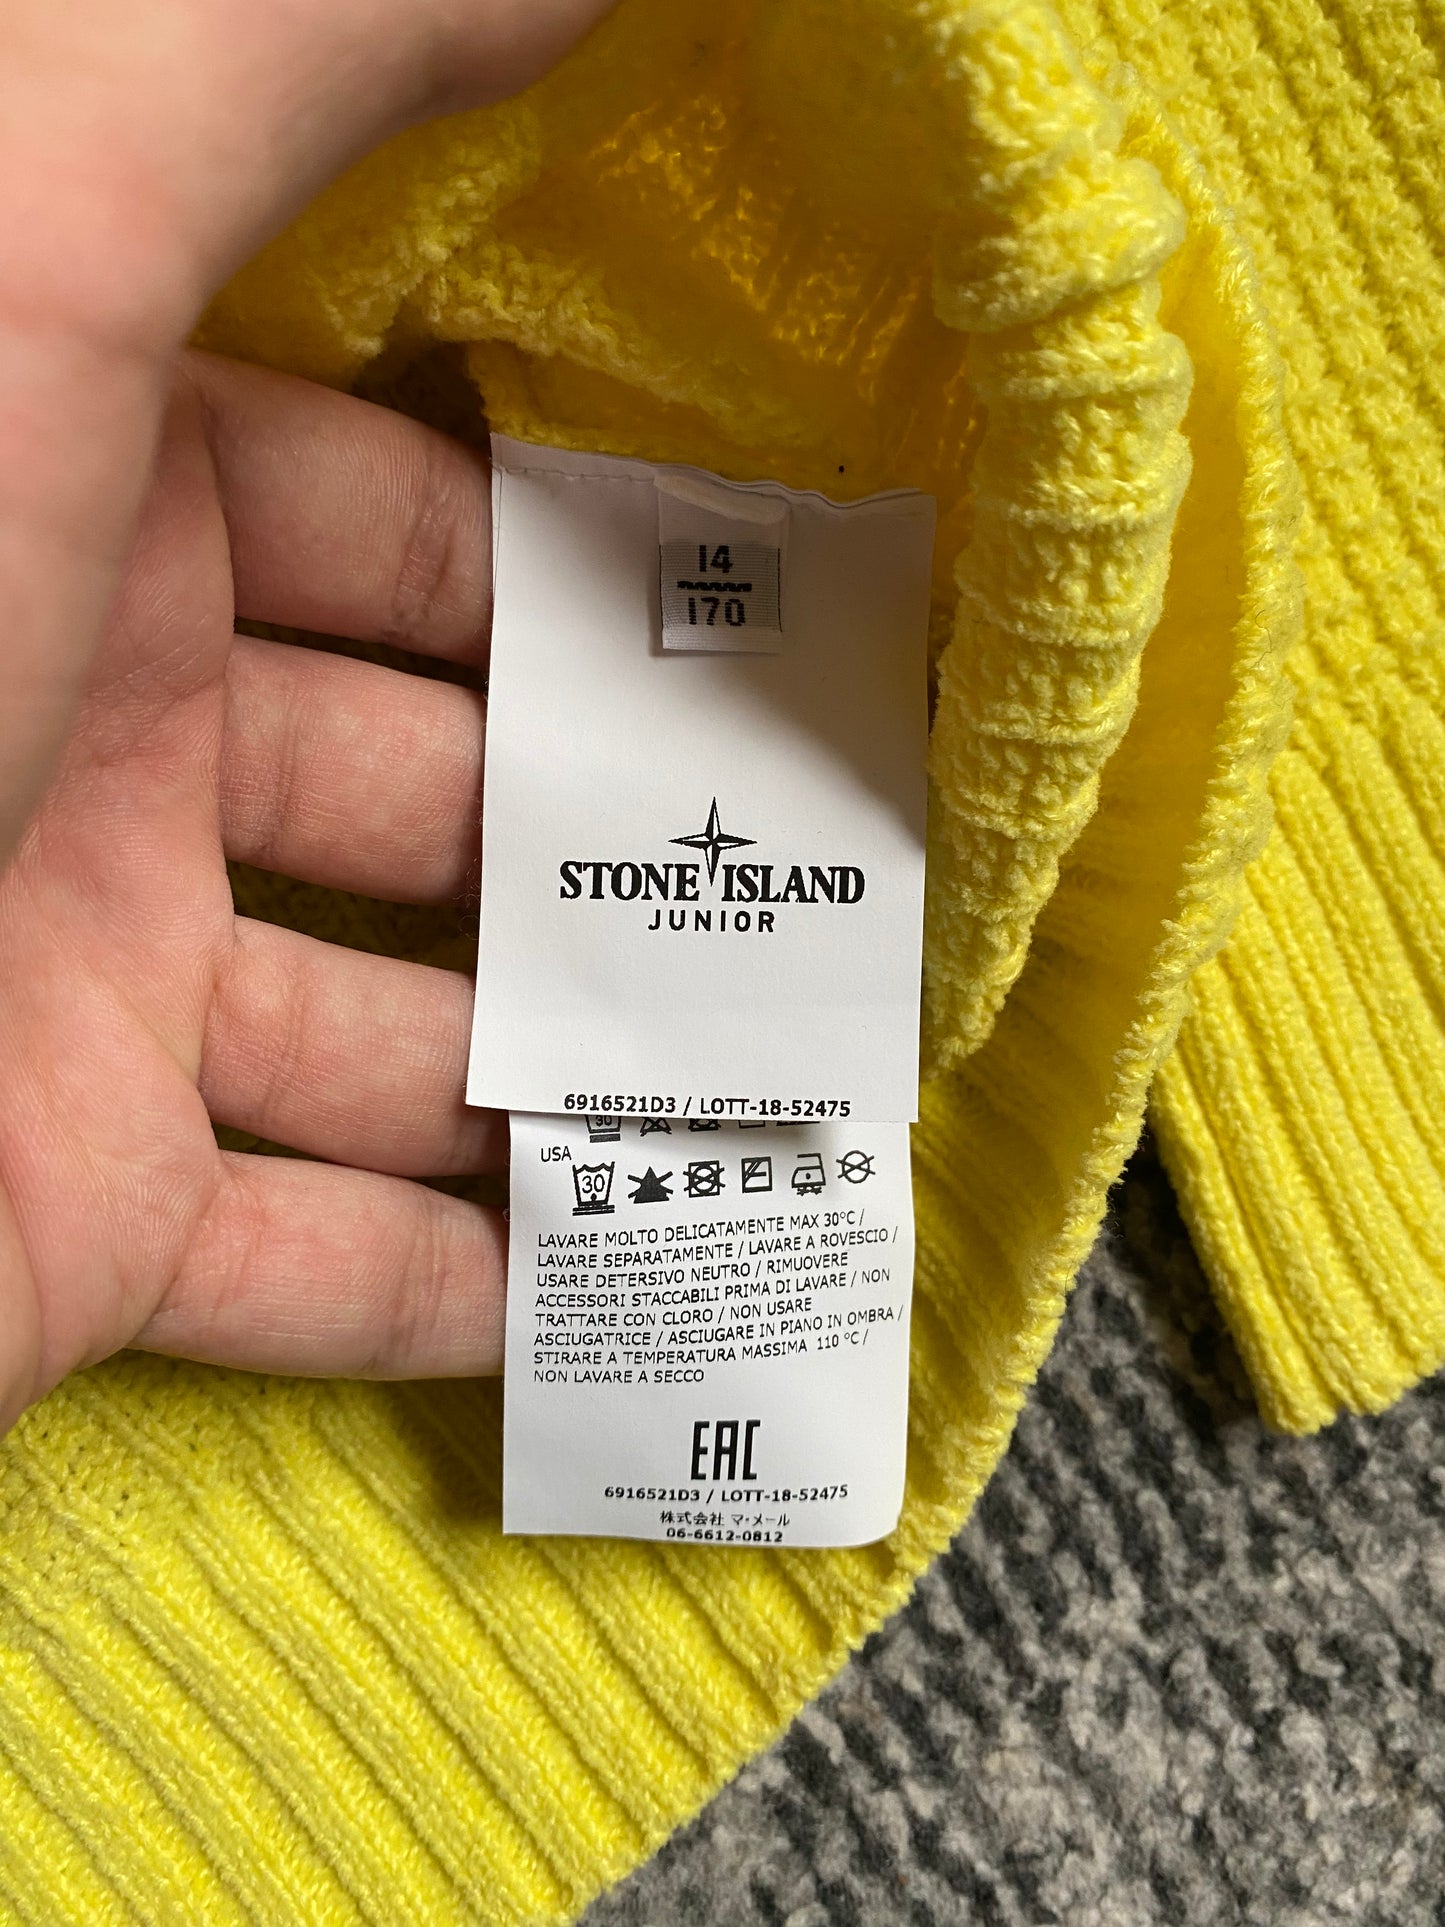 14
170
STONE ISLAND
JUNIOR
6916521D3 / LOTT-18-52475
30
USA
30
LAVARE MOLTO DELICATAMENTE MAX 30°C /
LAVARE SEPARATAMENTE / LAVARE A ROVESCIO /
USARE DETERSIVO NEUTRO / RIMUOVERE
ACCESSORI STACCABILI PRIMA DI LAVARE / NON
TRATTARE CON CLORO / NON USARE
ASCIUGATRICE / ASCIUGARE IN PIANO IN OMBRA /
STIRARE A TEMPERATURA MASSIMA 110 °C /
NON LAVARE A SECCO
EAC
6916521D3 / LOTT-18-52475
株式会社 マ・メール
06-6612-0812